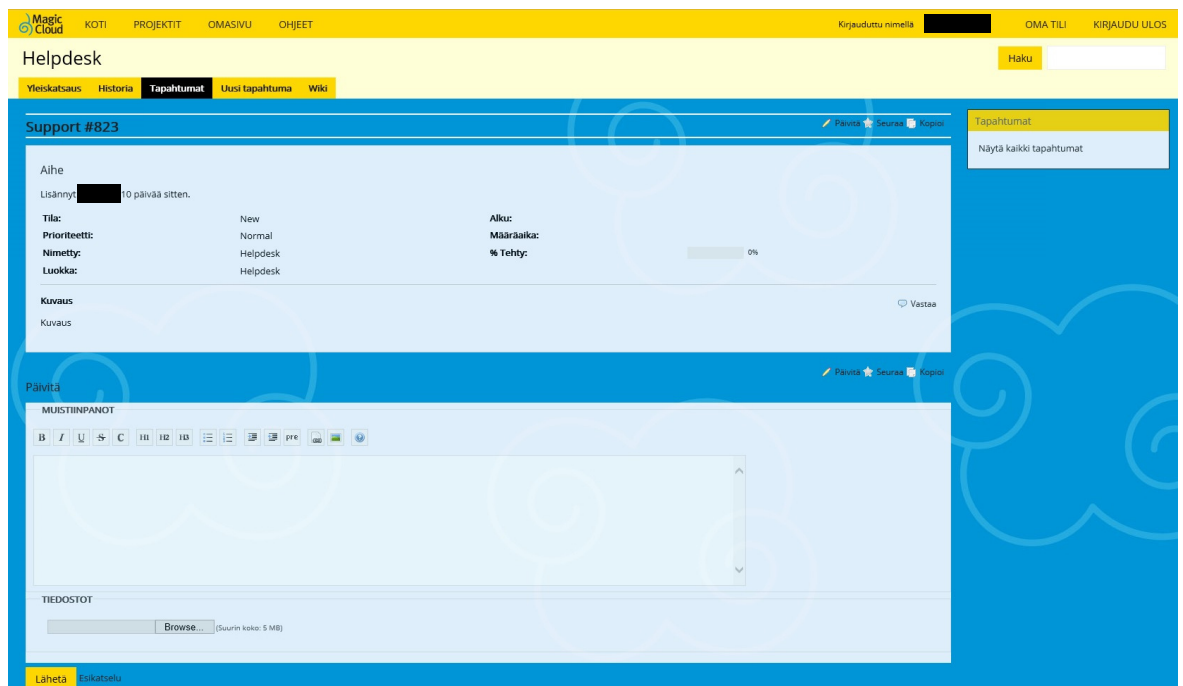 Magic Cloud KOTI PROJEKTIT OMASIVU OHJEET Kirjauduttu nimellä OMA TILI KIRJAUDU ULOS
Helpdesk Haku
Yleiskatsaus Historia Tapahtumat Uusi tapahtuma Wiki
Support #823 Päivitä Seuraa Kopioi Tapahtumat
Näytä kaikki tapahtumat
Aihe
Lisännyt 10 päivää sitten.
Tila: New Alku:
Prioriteetti: Normal Määräaika:
Nimetty: Helpdesk % Tehty: 0%
Luokka: Helpdesk
Kuvaus Vastaa
Kuvaus
Päivitä Seuraa Kopioi
Päivitä
MUISTIINPANOT
B I U S C H1 H2 H3 pre
TIEDOSTOT
Browse... (Suurin koko: 5 MB)
Lähetä Esikatselu